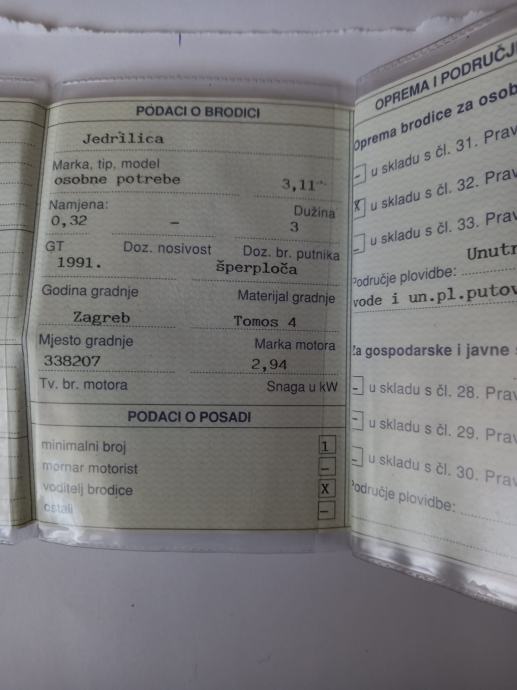 PODACI O BRODICI
Jedrilica
Marka, tip, model
osobne potrebe 3,11
Namjena: Dužina
0,32 – 3
GT Doz. nosivost Doz. br. putnika
1991. šperploča
Godina gradnje Materijal gradnje
Zagreb Tomos 4
Mjesto gradnje Marka motora
338207 2,94
Tv. br. motora Snaga u kW
PODACI O POSADI
minimalni broj 1
mornar motorist –
voditelj brodice X
ostali –
OPREMA I PODRUČJ
Oprema brodice za osob
– u skladu s čl. 31. Prav
X u skladu s čl. 32. Prav
– u skladu s čl. 33. Prav
Područje plovidbe: Unutr
vode i un.pl.putov
Za gospodarske i javne
– u skladu s čl. 28. Prav
– u skladu s čl. 29. Prav
– u skladu s čl. 30. Prav
Područje plovidbe: